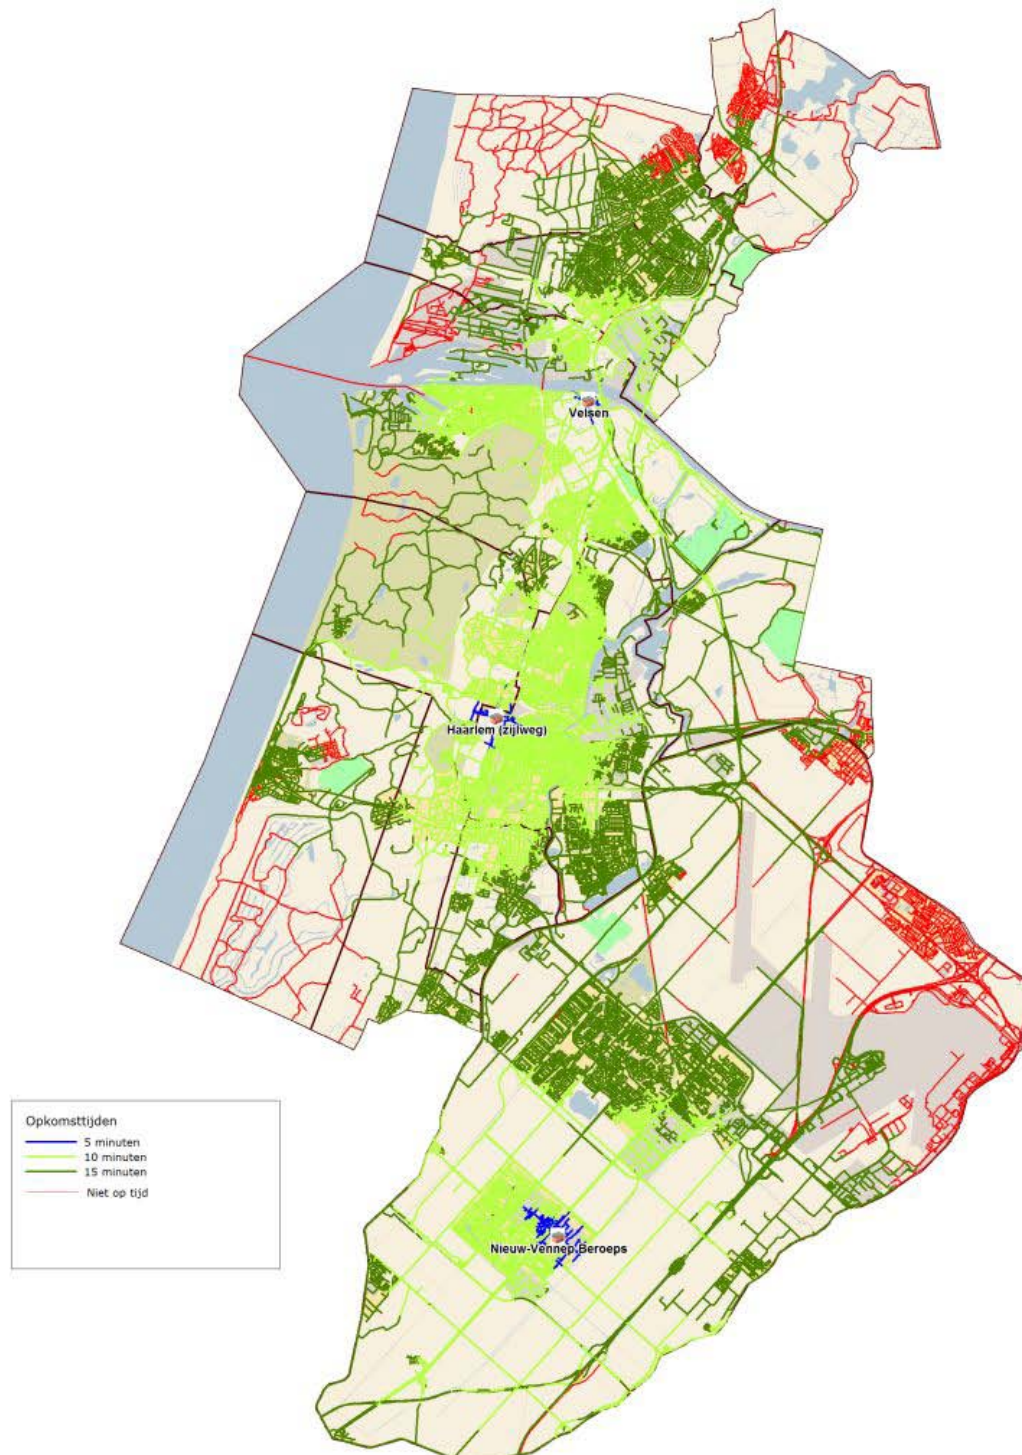 Velsen
Haarlem (zijlweg)
Opkomsttijden
5 minuten
10 minuten
15 minuten
Niet op tijd
Nieuw-Vennep Beroeps